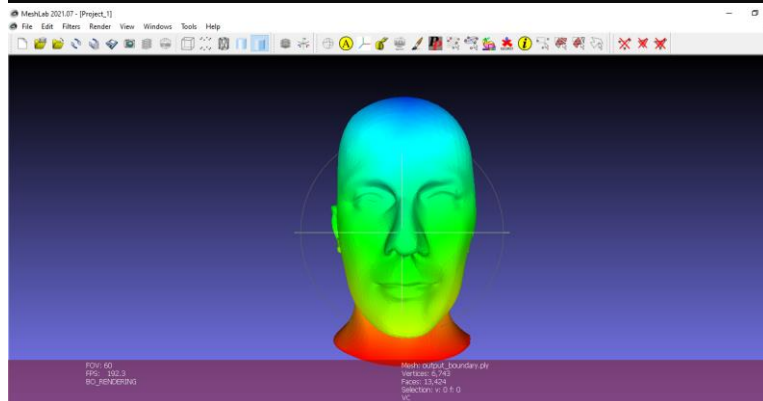 MeshLab 2021.07 - [Project_1]
File Edit Filters Render View Windows Tools Help
FOV: 60
FPS: 192.3
BO_RENDERING
Mesh: output_boundary.ply
Vertices: 6,743
Faces: 13,424
Selection: v: 0 f: 0
VC